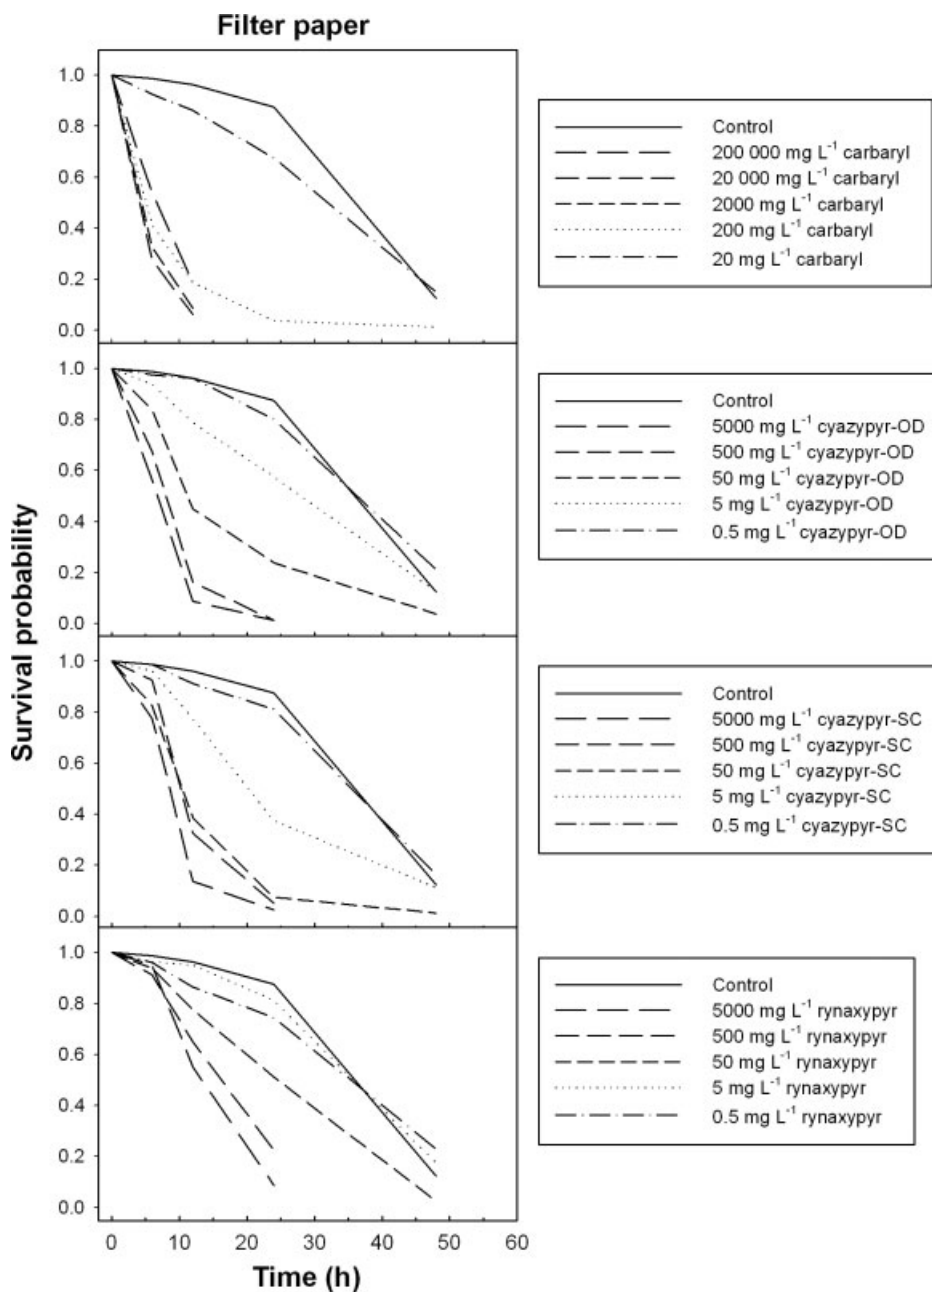 Filter paper
1.0
0.8
0.6
0.4
0.2
0.0
Control
200 000 mg L⁻¹ carbaryl
20 000 mg L⁻¹ carbaryl
2000 mg L⁻¹ carbaryl
200 mg L⁻¹ carbaryl
20 mg L⁻¹ carbaryl
1.0
0.8
0.6
0.4
0.2
0.0
Control
5000 mg L⁻¹ cyazypyr-OD
500 mg L⁻¹ cyazypyr-OD
50 mg L⁻¹ cyazypyr-OD
5 mg L⁻¹ cyazypyr-OD
0.5 mg L⁻¹ cyazypyr-OD
Survival probability
1.0
0.8
0.6
0.4
0.2
0.0
Control
5000 mg L⁻¹ cyazypyr-SC
500 mg L⁻¹ cyazypyr-SC
50 mg L⁻¹ cyazypyr-SC
5 mg L⁻¹ cyazypyr-SC
0.5 mg L⁻¹ cyazypyr-SC
1.0
0.8
0.6
0.4
0.2
0.0
Control
5000 mg L⁻¹ rynaxypyr
500 mg L⁻¹ rynaxypyr
50 mg L⁻¹ rynaxypyr
5 mg L⁻¹ rynaxypyr
0.5 mg L⁻¹ rynaxypyr
0 10 20 30 40 50 60
Time (h)